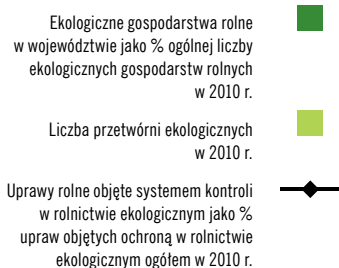 Ekologiczne gospodarstwa rolne
w województwie jako % ogólnej liczby
ekologicznych gospodarstw rolnych
w 2010 r.
Liczba przetwórni ekologicznych
w 2010 r.
Uprawy rolne objęte systemem kontroli
w rolnictwie ekologicznym jako %
upraw objętych ochroną w rolnictwie
ekologicznym ogółem w 2010 r.